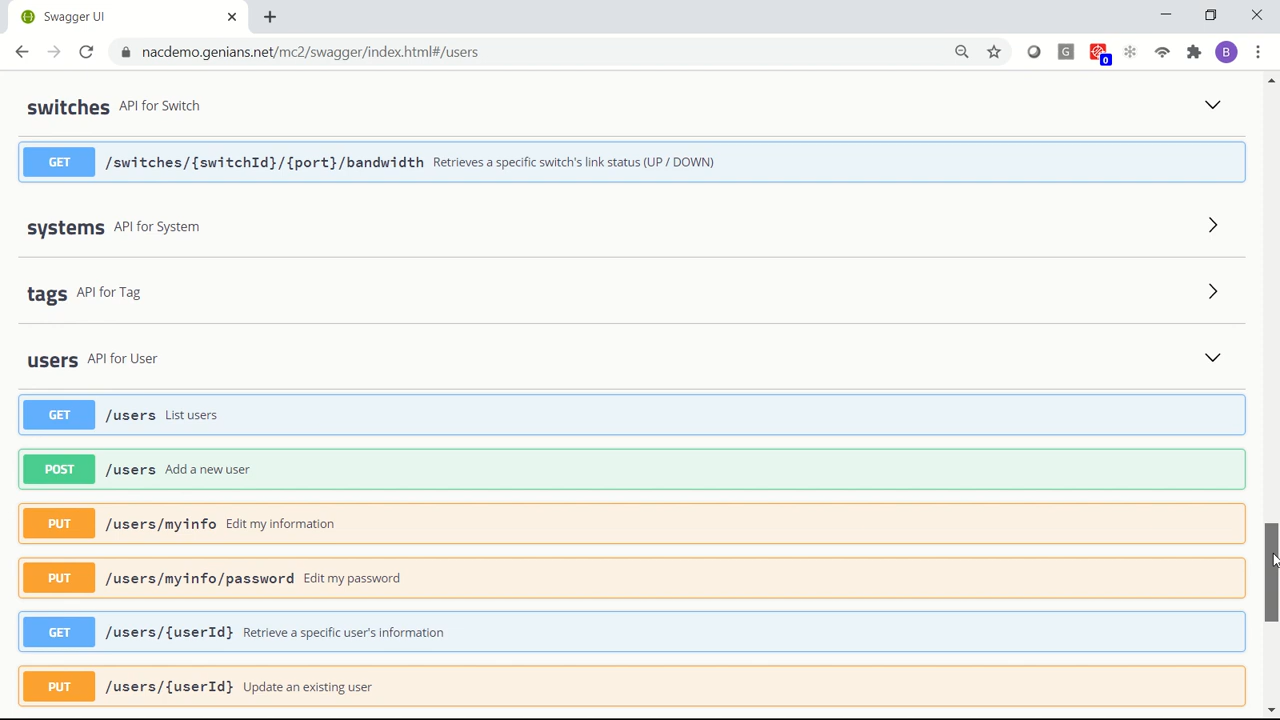 Swagger UI
nacdemo.genians.net/mc2/swagger/index.html#/users
G
0
B
switches API for Switch
GET /switches/{switchId}/{port}/bandwidth Retrieves a specific switch's link status (UP / DOWN)
systems API for System
tags API for Tag
users API for User
GET /users List users
POST /users Add a new user
PUT /users/myinfo Edit my information
PUT /users/myinfo/password Edit my password
GET /users/{userId} Retrieve a specific user's information
PUT /users/{userId} Update an existing user